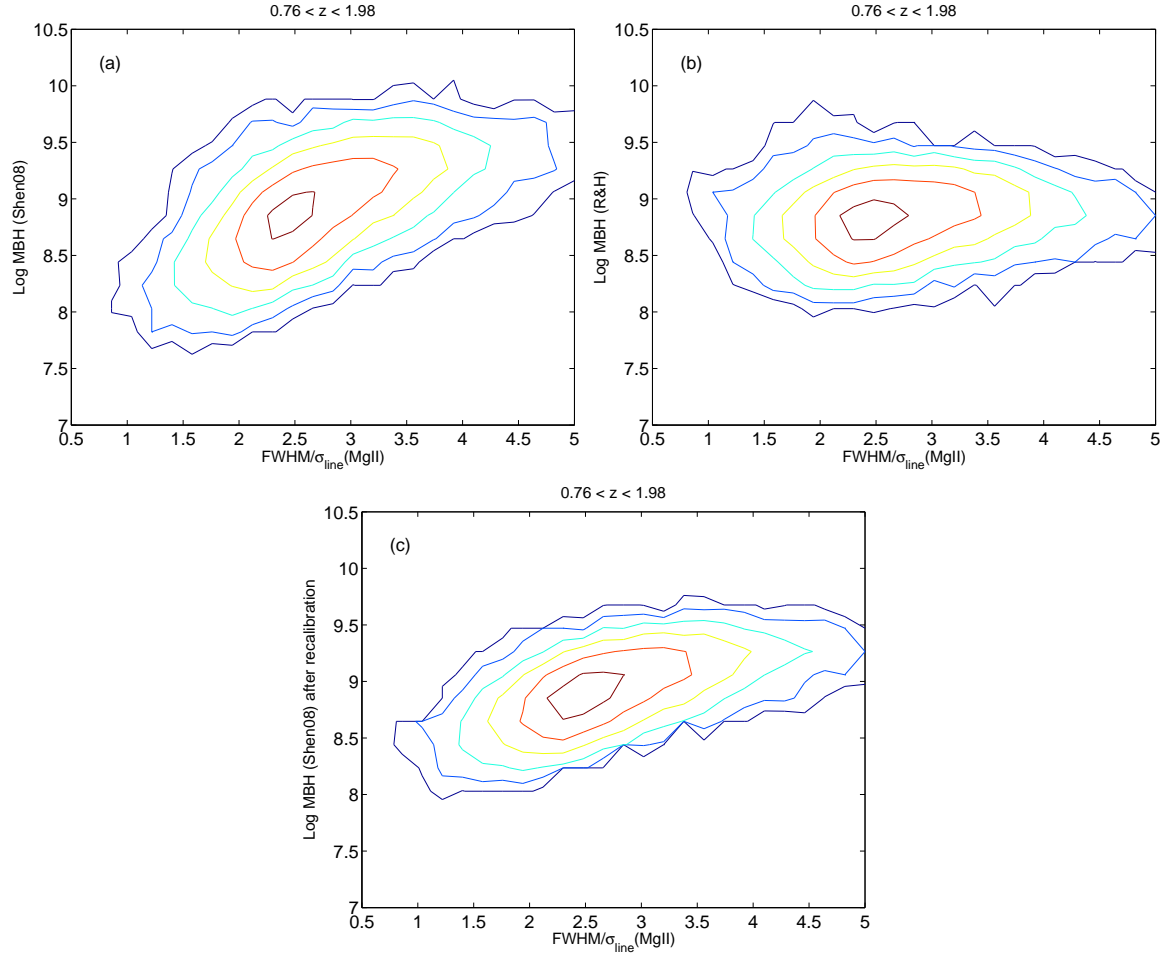 0.76 < z < 1.98
(a)
Log MBH (Shen08)
10.5
10
9.5
9
8.5
8
7.5
7
0.5 1 1.5 2 2.5 3 3.5 4 4.5 5
FWHM/σline(MgII)
0.76 < z < 1.98
(b)
Log MBH (R&H)
10.5
10
9.5
9
8.5
8
7.5
7
0.5 1 1.5 2 2.5 3 3.5 4 4.5 5
FWHM/σline(MgII)
0.76 < z < 1.98
(c)
Log MBH (Shen08) after recalibration
10.5
10
9.5
9
8.5
8
7.5
7
0.5 1 1.5 2 2.5 3 3.5 4 4.5 5
FWHM/σline(MgII)